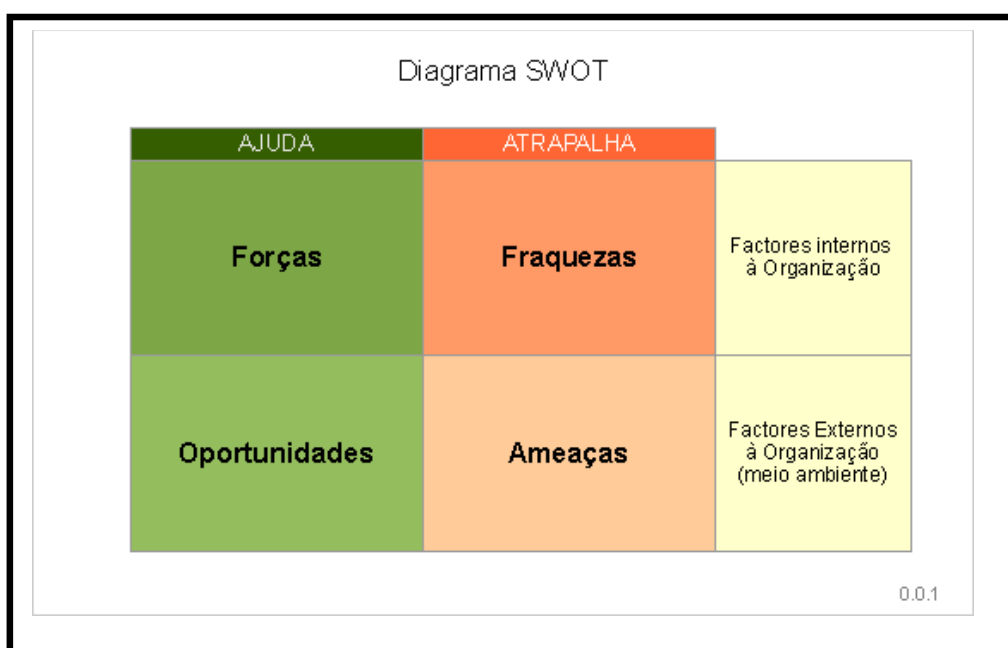 Diagrama SWOT
AJUDA
ATRAPALHA
Forças
Fraquezas
Factores internos
à Organização
Oportunidades
Ameaças
Factores Externos
à Organização
(meio ambiente)
0.0.1